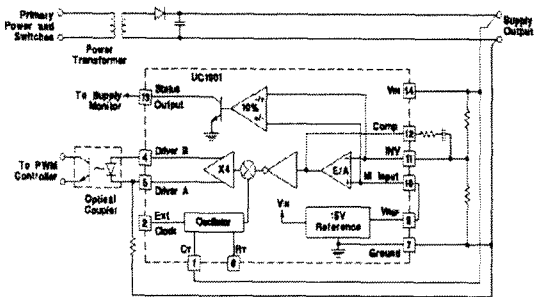 Primary
Power and
Switches
Power
Transformer
Supply
Output
UC1901
To Supply
Monitor
13
Status
Output
10%
+/-
VIN
14
Comp
12
INV
11
NI Input
10
E/A
To PWM
Controller
Optical
Coupler
4
Driver B
5
Driver A
X4
2
Ext
Clock
Oscillator
VIN
1.5V
Reference
VREF
9
Ground
7
CT
1
RT
8